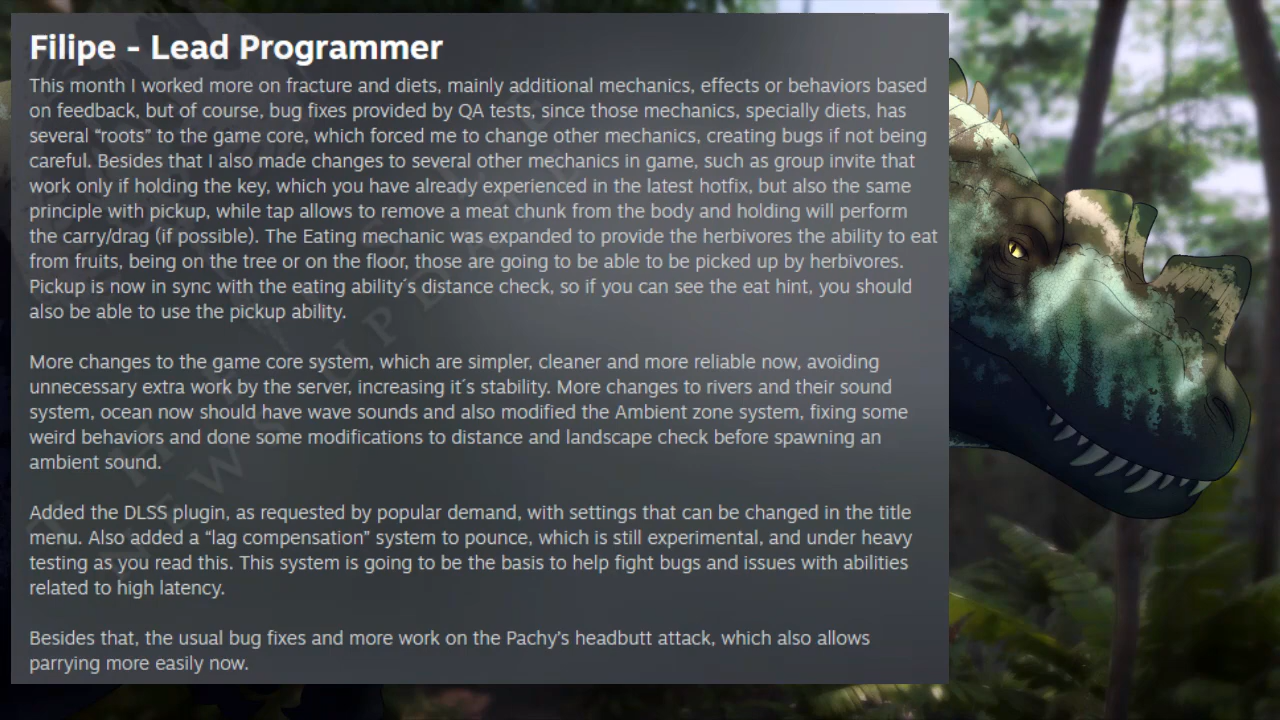 Filipe - Lead Programmer
This month I worked more on fracture and diets, mainly additional mechanics, effects or behaviors based
on feedback, but of course, bug fixes provided by QA tests, since those mechanics, specially diets, has
several “roots” to the game core, which forced me to change other mechanics, creating bugs if not being
careful. Besides that I also made changes to several other mechanics in game, such as group invite that
work only if holding the key, which you have already experienced in the latest hotfix, but also the same
principle with pickup, while tap allows to remove a meat chunk from the body and holding will perform
the carry/drag (if possible). The Eating mechanic was expanded to provide the herbivores the ability to eat
from fruits, being on the tree or on the floor, those are going to be able to be picked up by herbivores.
Pickup is now in sync with the eating ability´s distance check, so if you can see the eat hint, you should
also be able to use the pickup ability.
More changes to the game core system, which are simpler, cleaner and more reliable now, avoiding
unnecessary extra work by the server, increasing it´s stability. More changes to rivers and their sound
system, ocean now should have wave sounds and also modified the Ambient zone system, fixing some
weird behaviors and done some modifications to distance and landscape check before spawning an
ambient sound.
Added the DLSS plugin, as requested by popular demand, with settings that can be changed in the title
menu. Also added a “lag compensation” system to pounce, which is still experimental, and under heavy
testing as you read this. This system is going to be the basis to help fight bugs and issues with abilities
related to high latency.
Besides that, the usual bug fixes and more work on the Pachy’s headbutt attack, which also allows
parrying more easily now.